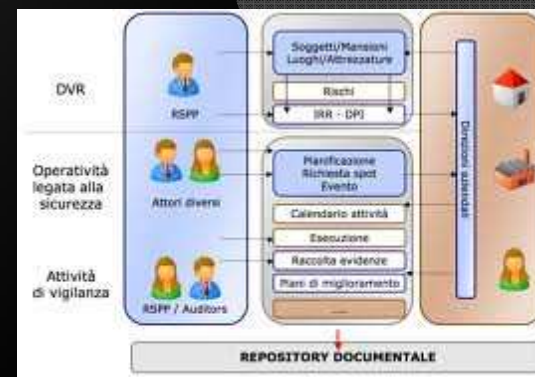 DVR
RSPP
Soggetti/Mansioni
Luoghi/Attrezzature
Rischi
IRR - DPI
Direzioni aziendali
Operatività
legata alla
sicurezza
Attori diversi
Pianificazione
Richiesta spot
Evento
Calendario attività
Esecuzione
Attività
di vigilanza
RSPP / Auditors
Raccolta evidenze
Piani di miglioramento
.....
REPOSITORY DOCUMENTALE